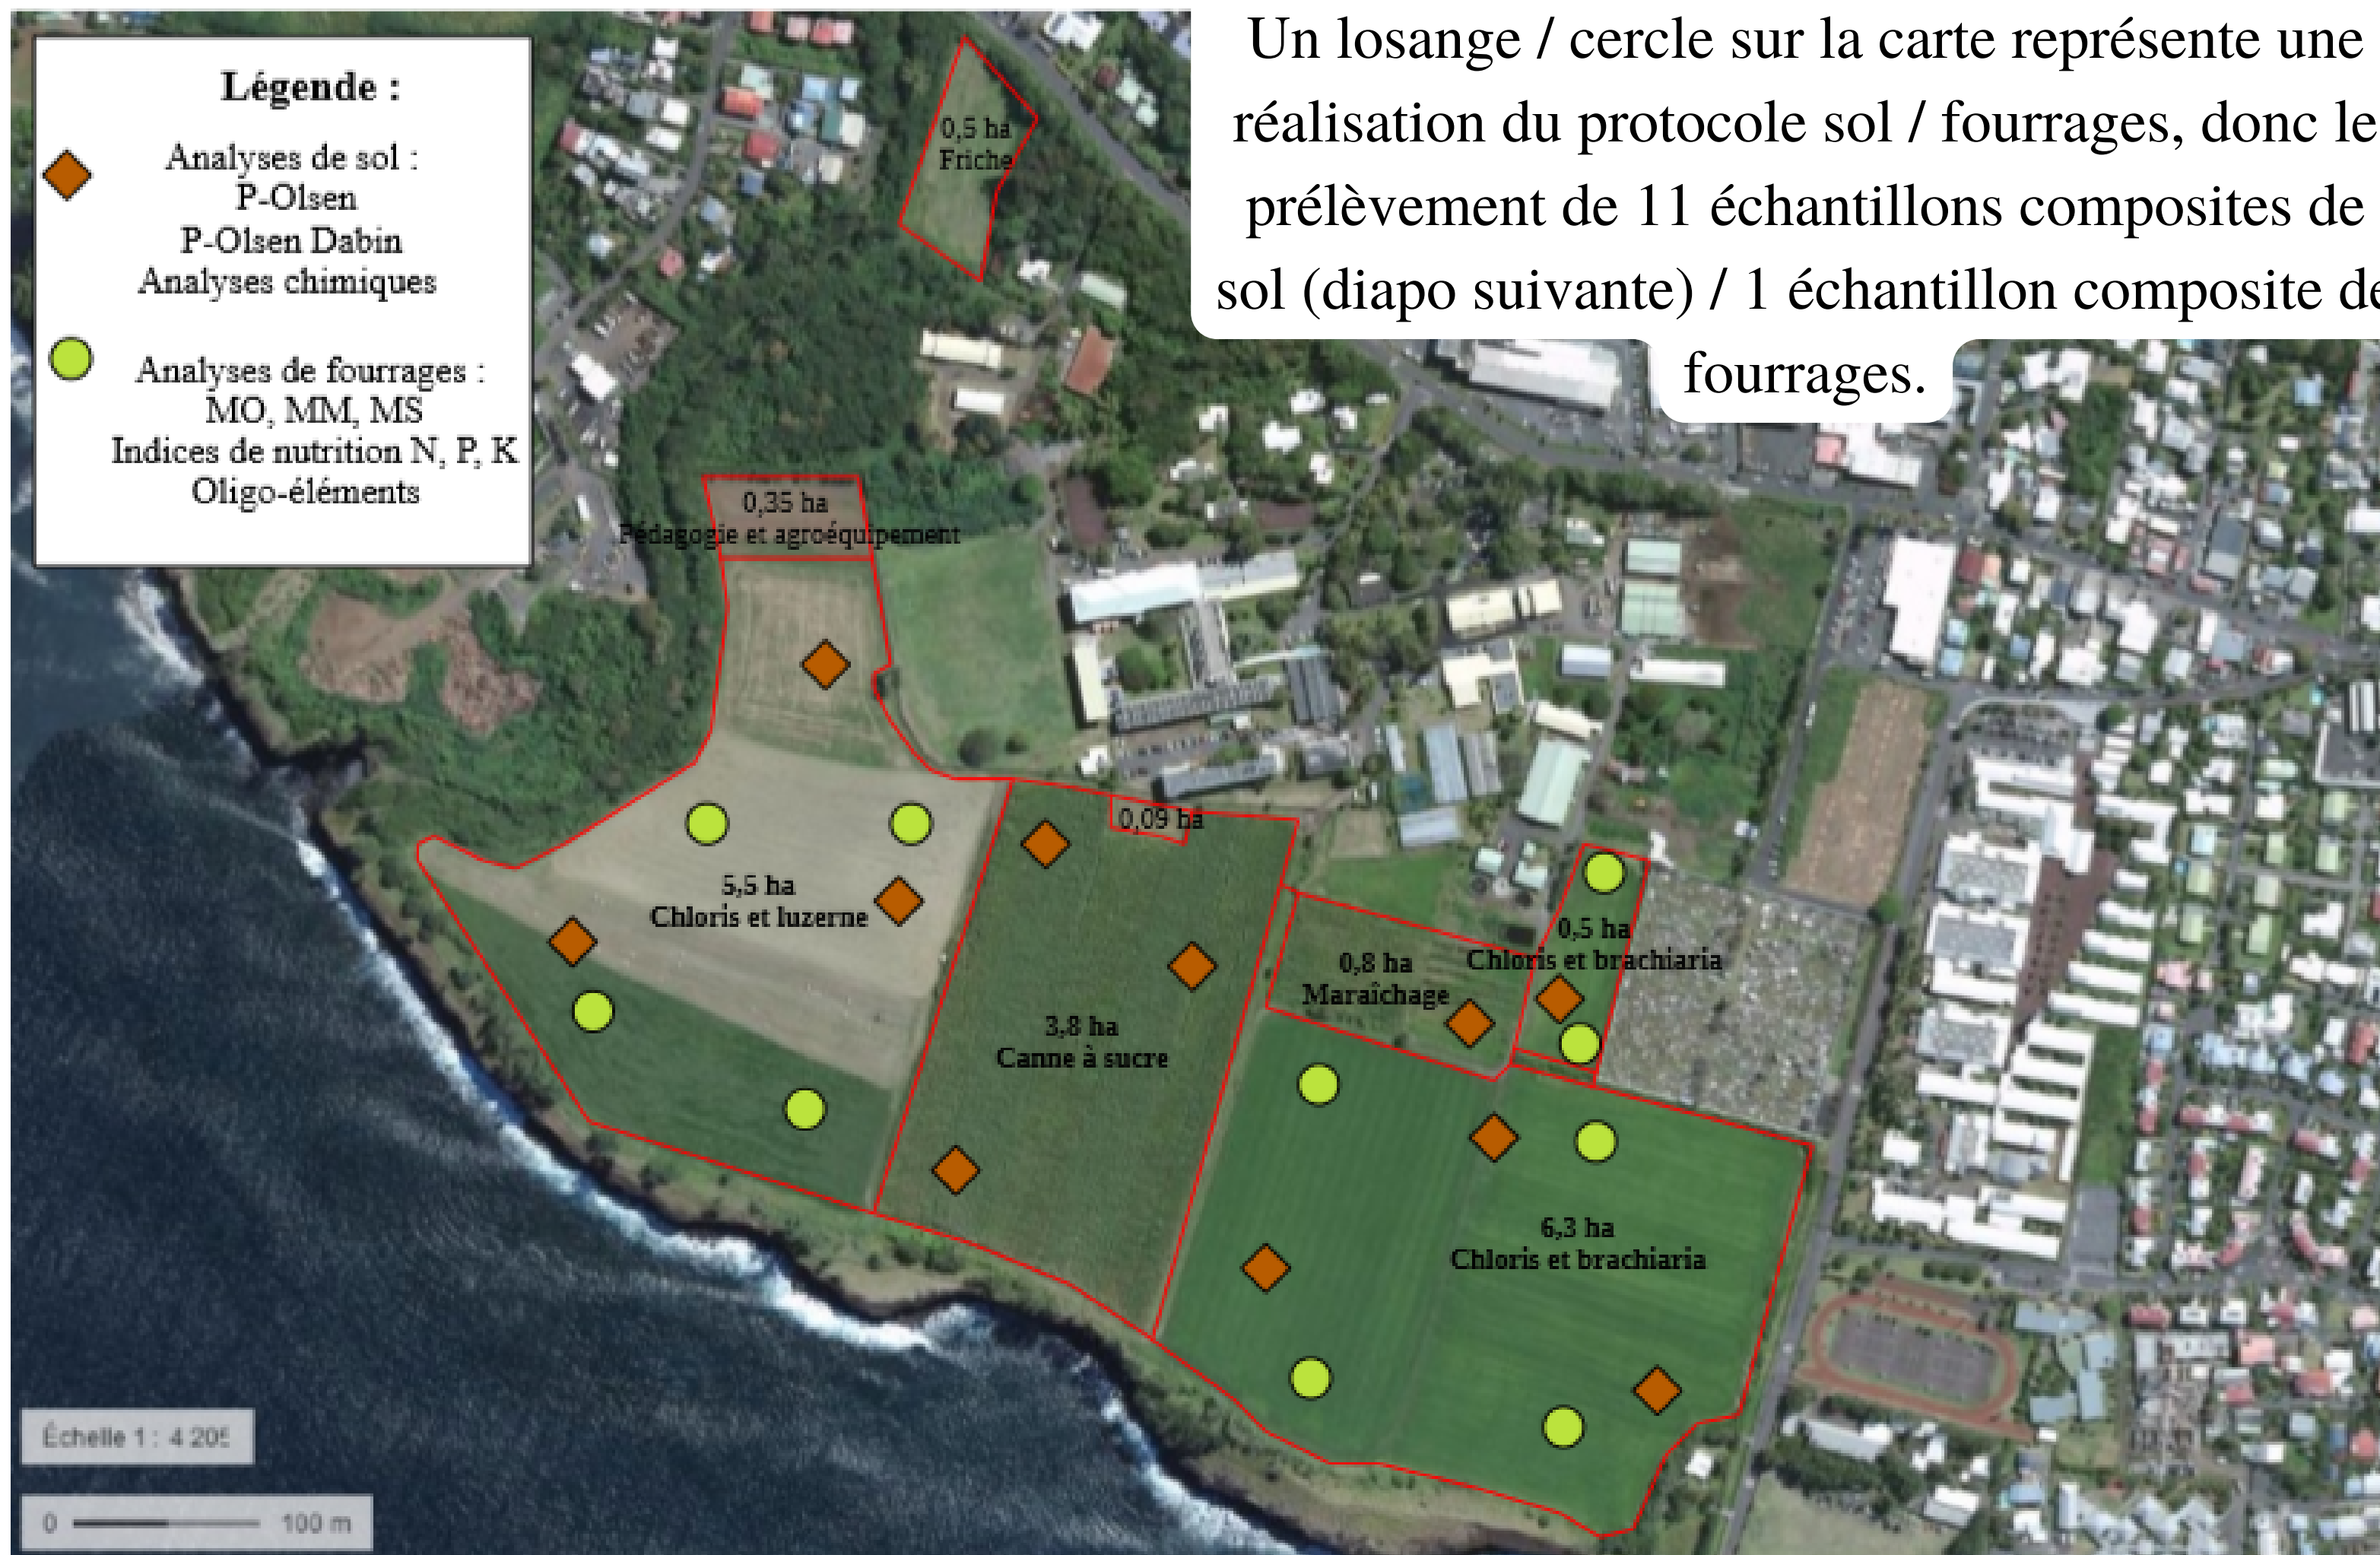 Un losange / cercle sur la carte représente une
réalisation du protocole sol / fourrages, donc le
prélèvement de 11 échantillons composites de
sol (diapo suivante) / 1 échantillon composite de
fourrages.
Légende :
Analyses de sol :
P-Olsen
P-Olsen Dabin
Analyses chimiques
Analyses de fourrages :
MO, MM, MS
Indices de nutrition N, P, K
Oligo-éléments
0,5 ha
Friche
0,35 ha
Pédagogie et agroéquipement
0,09 ha
5,5 ha
Chloris et luzerne
3,8 ha
Canne à sucre
0,8 ha
Maraîchage
0,5 ha
Chloris et brachiaria
6,3 ha
Chloris et brachiaria
Échelle 1 : 4 205
0 100 m